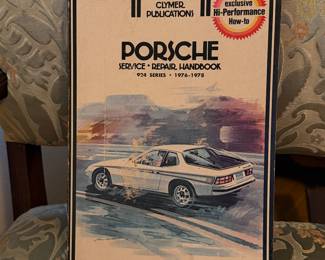 CLYMER
PUBLICATIONS
exclusive
Hi-Performance
How-to
PORSCHE
SERVICE • REPAIR HANDBOOK
924 SERIES • 1976-1978